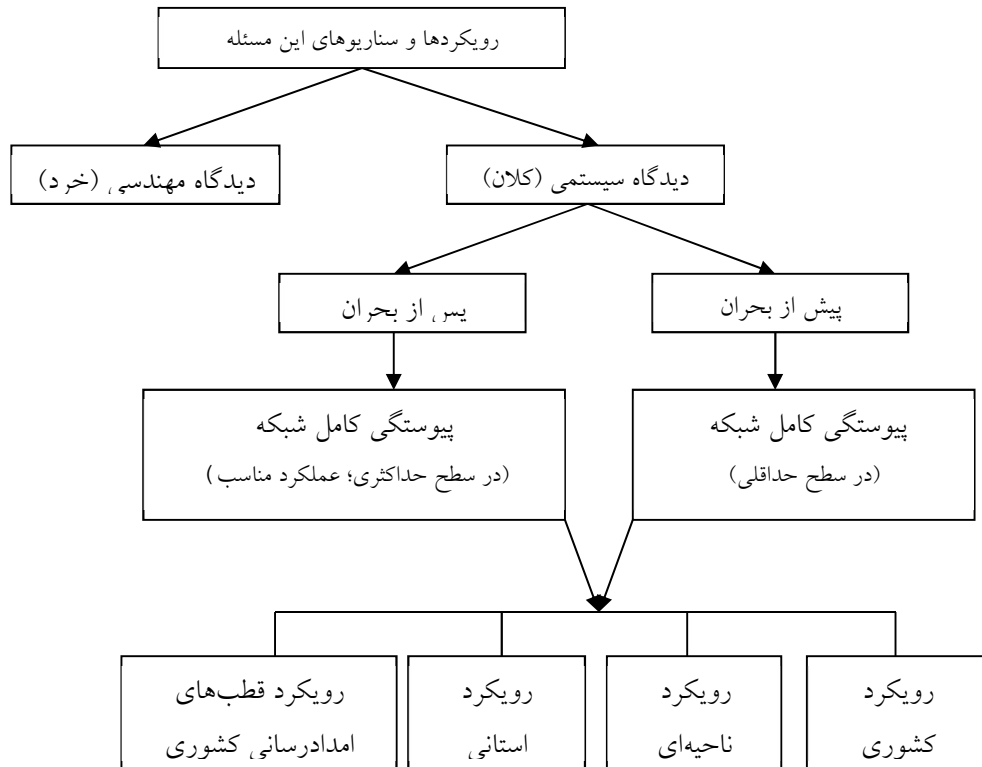 رویکردها و سناریوهای این مسئله
دیدگاه سیستمی (کلان)
دیدگاه مهندسی (خرد)
پیش از بحران
پس از بحران
پیوستگی کامل شبکه
(در سطح حداقلی)
پیوستگی کامل شبکه
(در سطح حداکثری؛ عملکرد مناسب)
رویکرد
کشوری
رویکرد
ناحیه‌ای
رویکرد
استانی
رویکرد قطب‌های
امدادرسانی کشوری